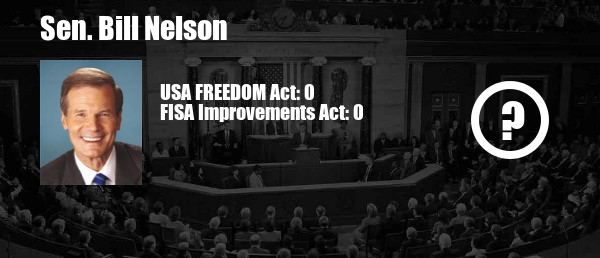 Sen. Bill Nelson
USA FREEDOM Act: 0
FISA Improvements Act: 0
?